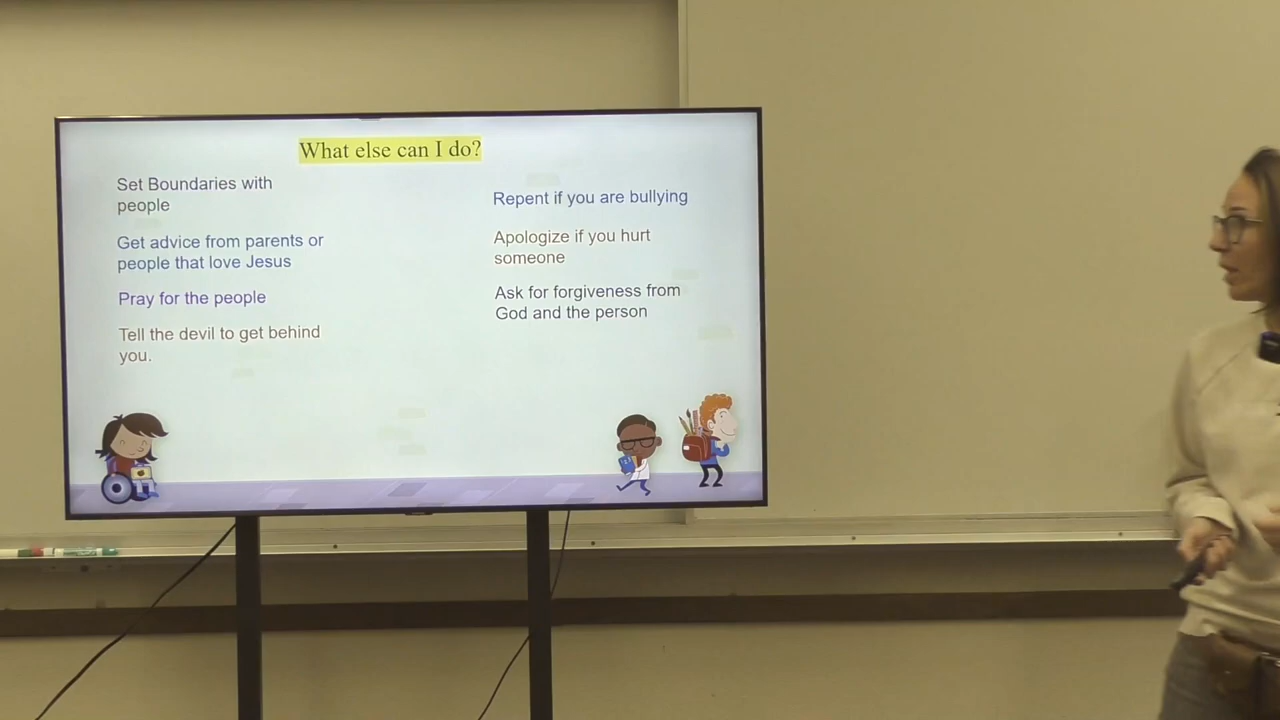 What else can I do?
Set Boundaries with
people
Get advice from parents or
people that love Jesus
Pray for the people
Tell the devil to get behind
you.
Repent if you are bullying
Apologize if you hurt
someone
Ask for forgiveness from
God and the person